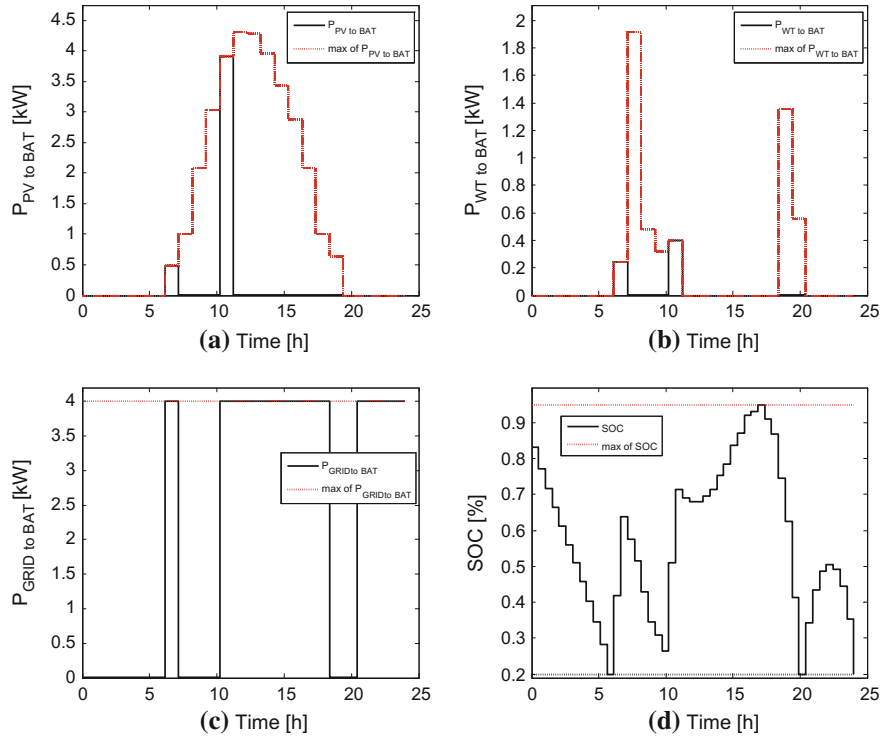 4.5
4
3.5
3
2.5
2
1.5
1
0.5
0
P_PV to BAT [kW]
P_PV to BAT
max of P_PV to BAT
0 5 10 15 20 25
(a) Time [h]
2
1.8
1.6
1.4
1.2
1
0.8
0.6
0.4
0.2
0
P_WT to BAT [kW]
P_WT to BAT
max of P_WT to BAT
0 5 10 15 20 25
(b) Time [h]
4
3.5
3
2.5
2
1.5
1
0.5
0
P_GRID to BAT [kW]
P_GRIDto BAT
max of P_GRIDto BAT
0 5 10 15 20 25
(c) Time [h]
0.9
0.8
0.7
0.6
0.5
0.4
0.3
0.2
SOC [%]
SOC
max of SOC
0 5 10 15 20 25
(d) Time [h]